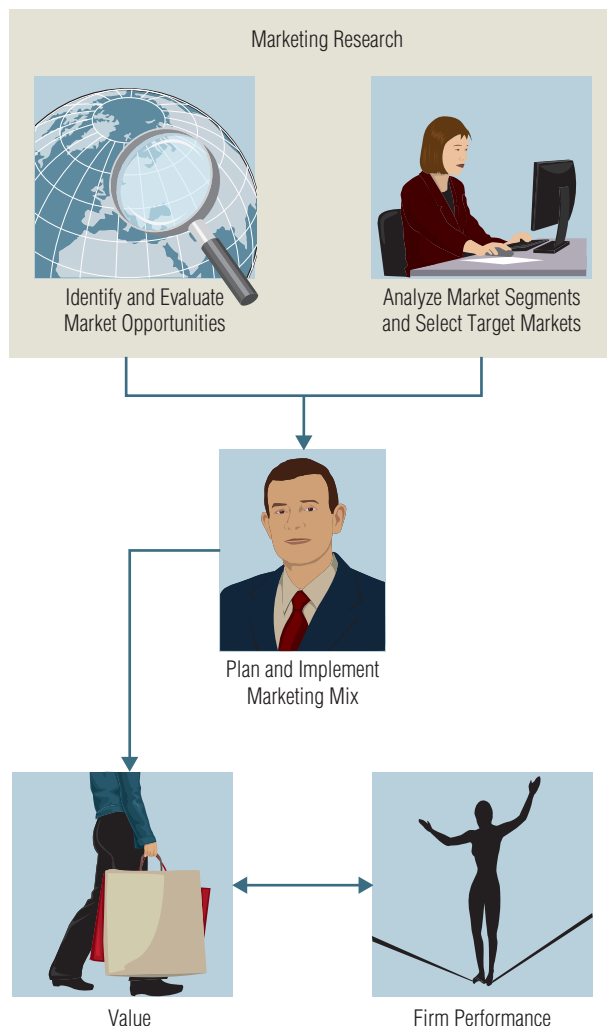 Marketing Research
Identify and Evaluate
Market Opportunities
Analyze Market Segments
and Select Target Markets
Plan and Implement
Marketing Mix
Value
Firm Performance